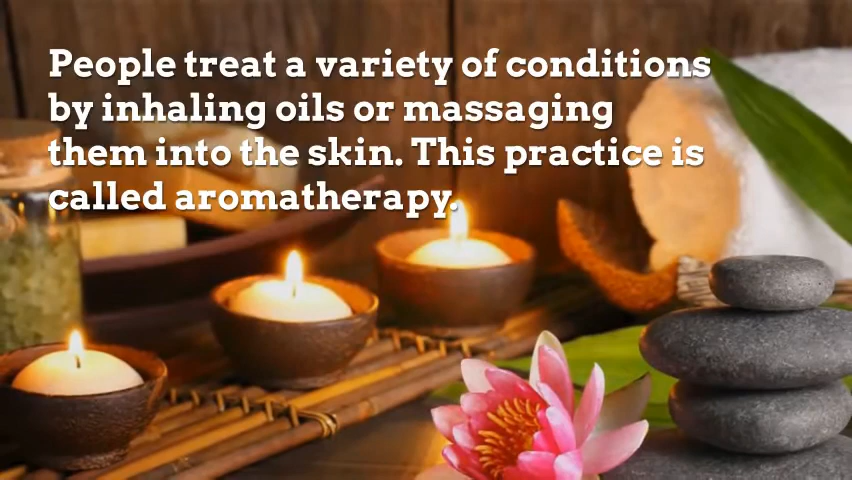 People treat a variety of conditions
by inhaling oils or massaging
them into the skin. This practice is
called aromatherapy.